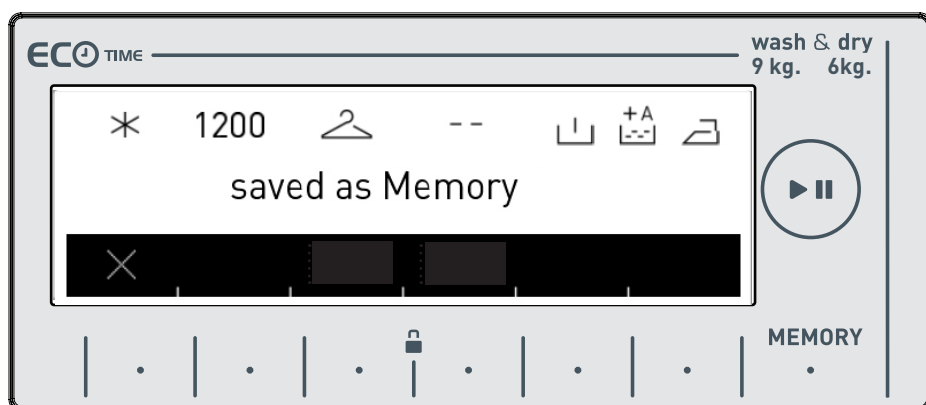 ECO TIME
wash & dry
9 kg. 6kg.
1200 -- +A
saved as Memory
MEMORY